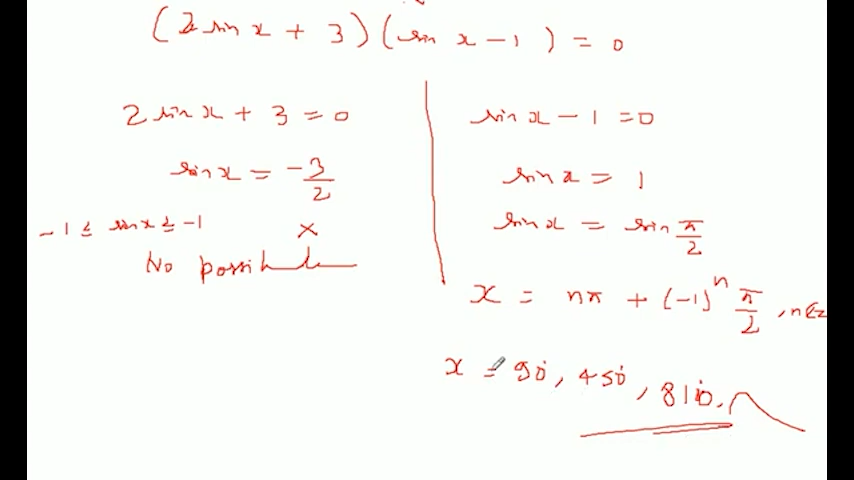 (2 sin x + 3)(sin x - 1) = 0
2 sin x + 3 = 0
sin x = -3/2
-1 ≤ sin x ≤ -1 ×
No possible
sin x - 1 = 0
sin x = 1
sin x = sin π/2
x = nπ + (-1)^n π/2, n∈z
x = 90°, 450°, 810°.